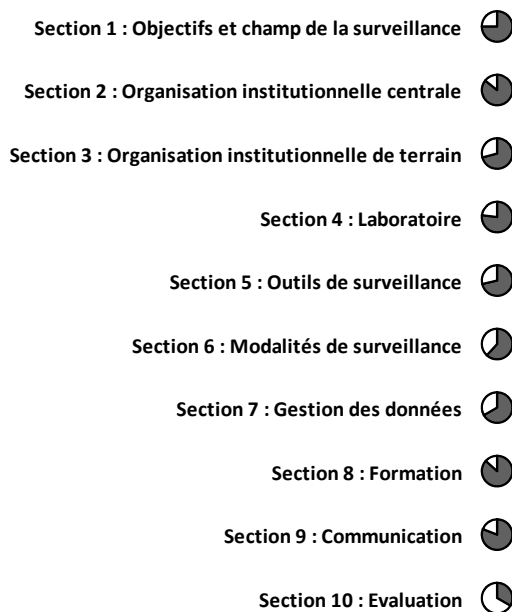 Section 1 : Objectifs et champ de la surveillance
Section 2 : Organisation institutionnelle centrale
Section 3 : Organisation institutionnelle de terrain
Section 4 : Laboratoire
Section 5 : Outils de surveillance
Section 6 : Modalités de surveillance
Section 7 : Gestion des données
Section 8 : Formation
Section 9 : Communication
Section 10 : Evaluation